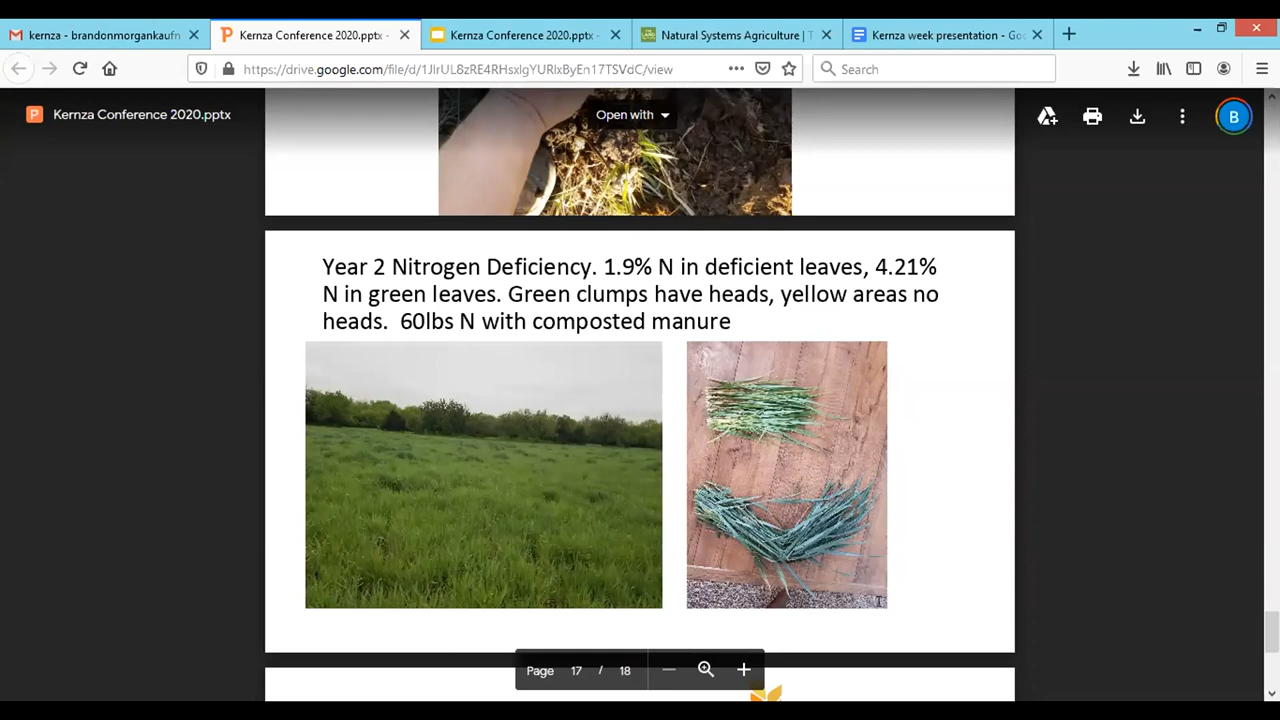 kernza - brandonmorgankaufn
Kernza Conference 2020.pptx -
Kernza Conference 2020.pptx -
Natural Systems Agriculture | T
Kernza week presentation - Goo
https://drive.google.com/file/d/1JIrUL8zRE4RHsxIgYURlxByEn17TSVdC/view
Search
Kernza Conference 2020.pptx
Open with
B
Year 2 Nitrogen Deficiency. 1.9% N in deficient leaves, 4.21%
N in green leaves. Green clumps have heads, yellow areas no
heads. 60lbs N with composted manure
Page 17 / 18